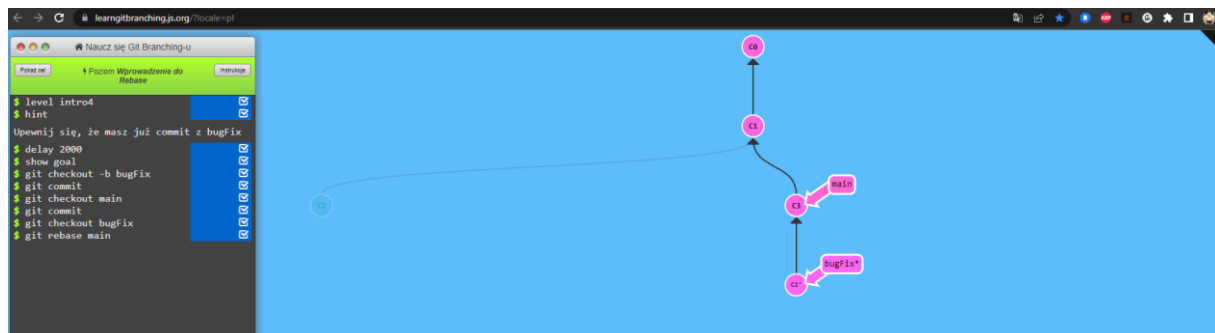 learngitbranching.js.org/?locale=pl
Naucz się Git Branching-u
Pokaż cel
Poziom Wprowadzenie do
Rebase
Instrukcje
$ level intro4
$ hint
Upewnij się, że masz już commit z bugFix
$ delay 2000
$ show goal
$ git checkout -b bugFix
$ git commit
$ git checkout main
$ git commit
$ git checkout bugFix
$ git rebase main
C0
C1
C2
C3
main
C2'
bugFix*